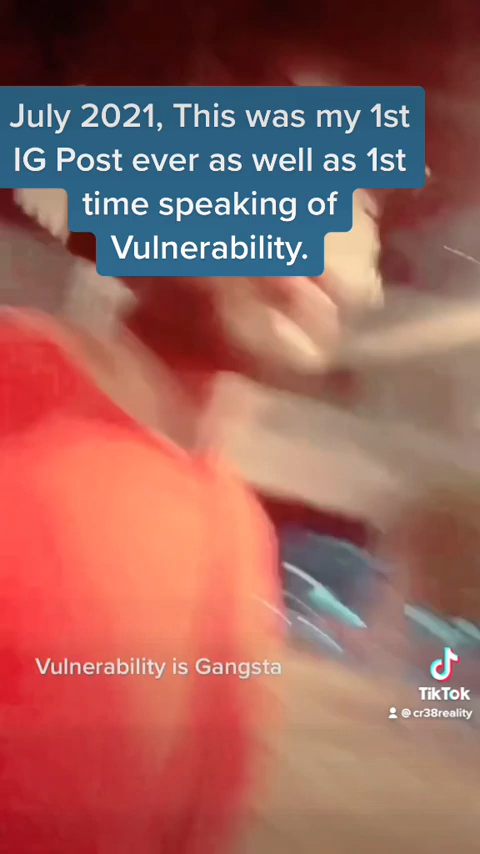 July 2021, This was my 1st
IG Post ever as well as 1st
time speaking of
Vulnerability.
Vulnerability is Gangsta
TikTok
@cr38reality